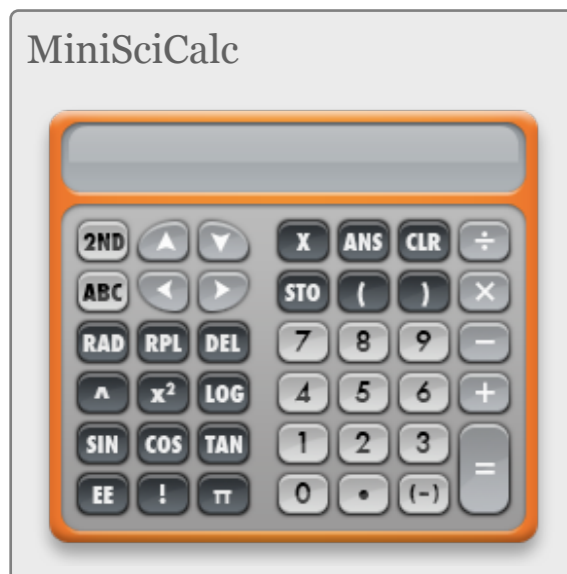 MiniSciCalc
2ND X ANS CLR ÷
ABC STO ( ) ×
RAD RPL DEL 7 8 9 −
^ x² LOG 4 5 6 +
SIN COS TAN 1 2 3 =
EE ! π 0 • (−)